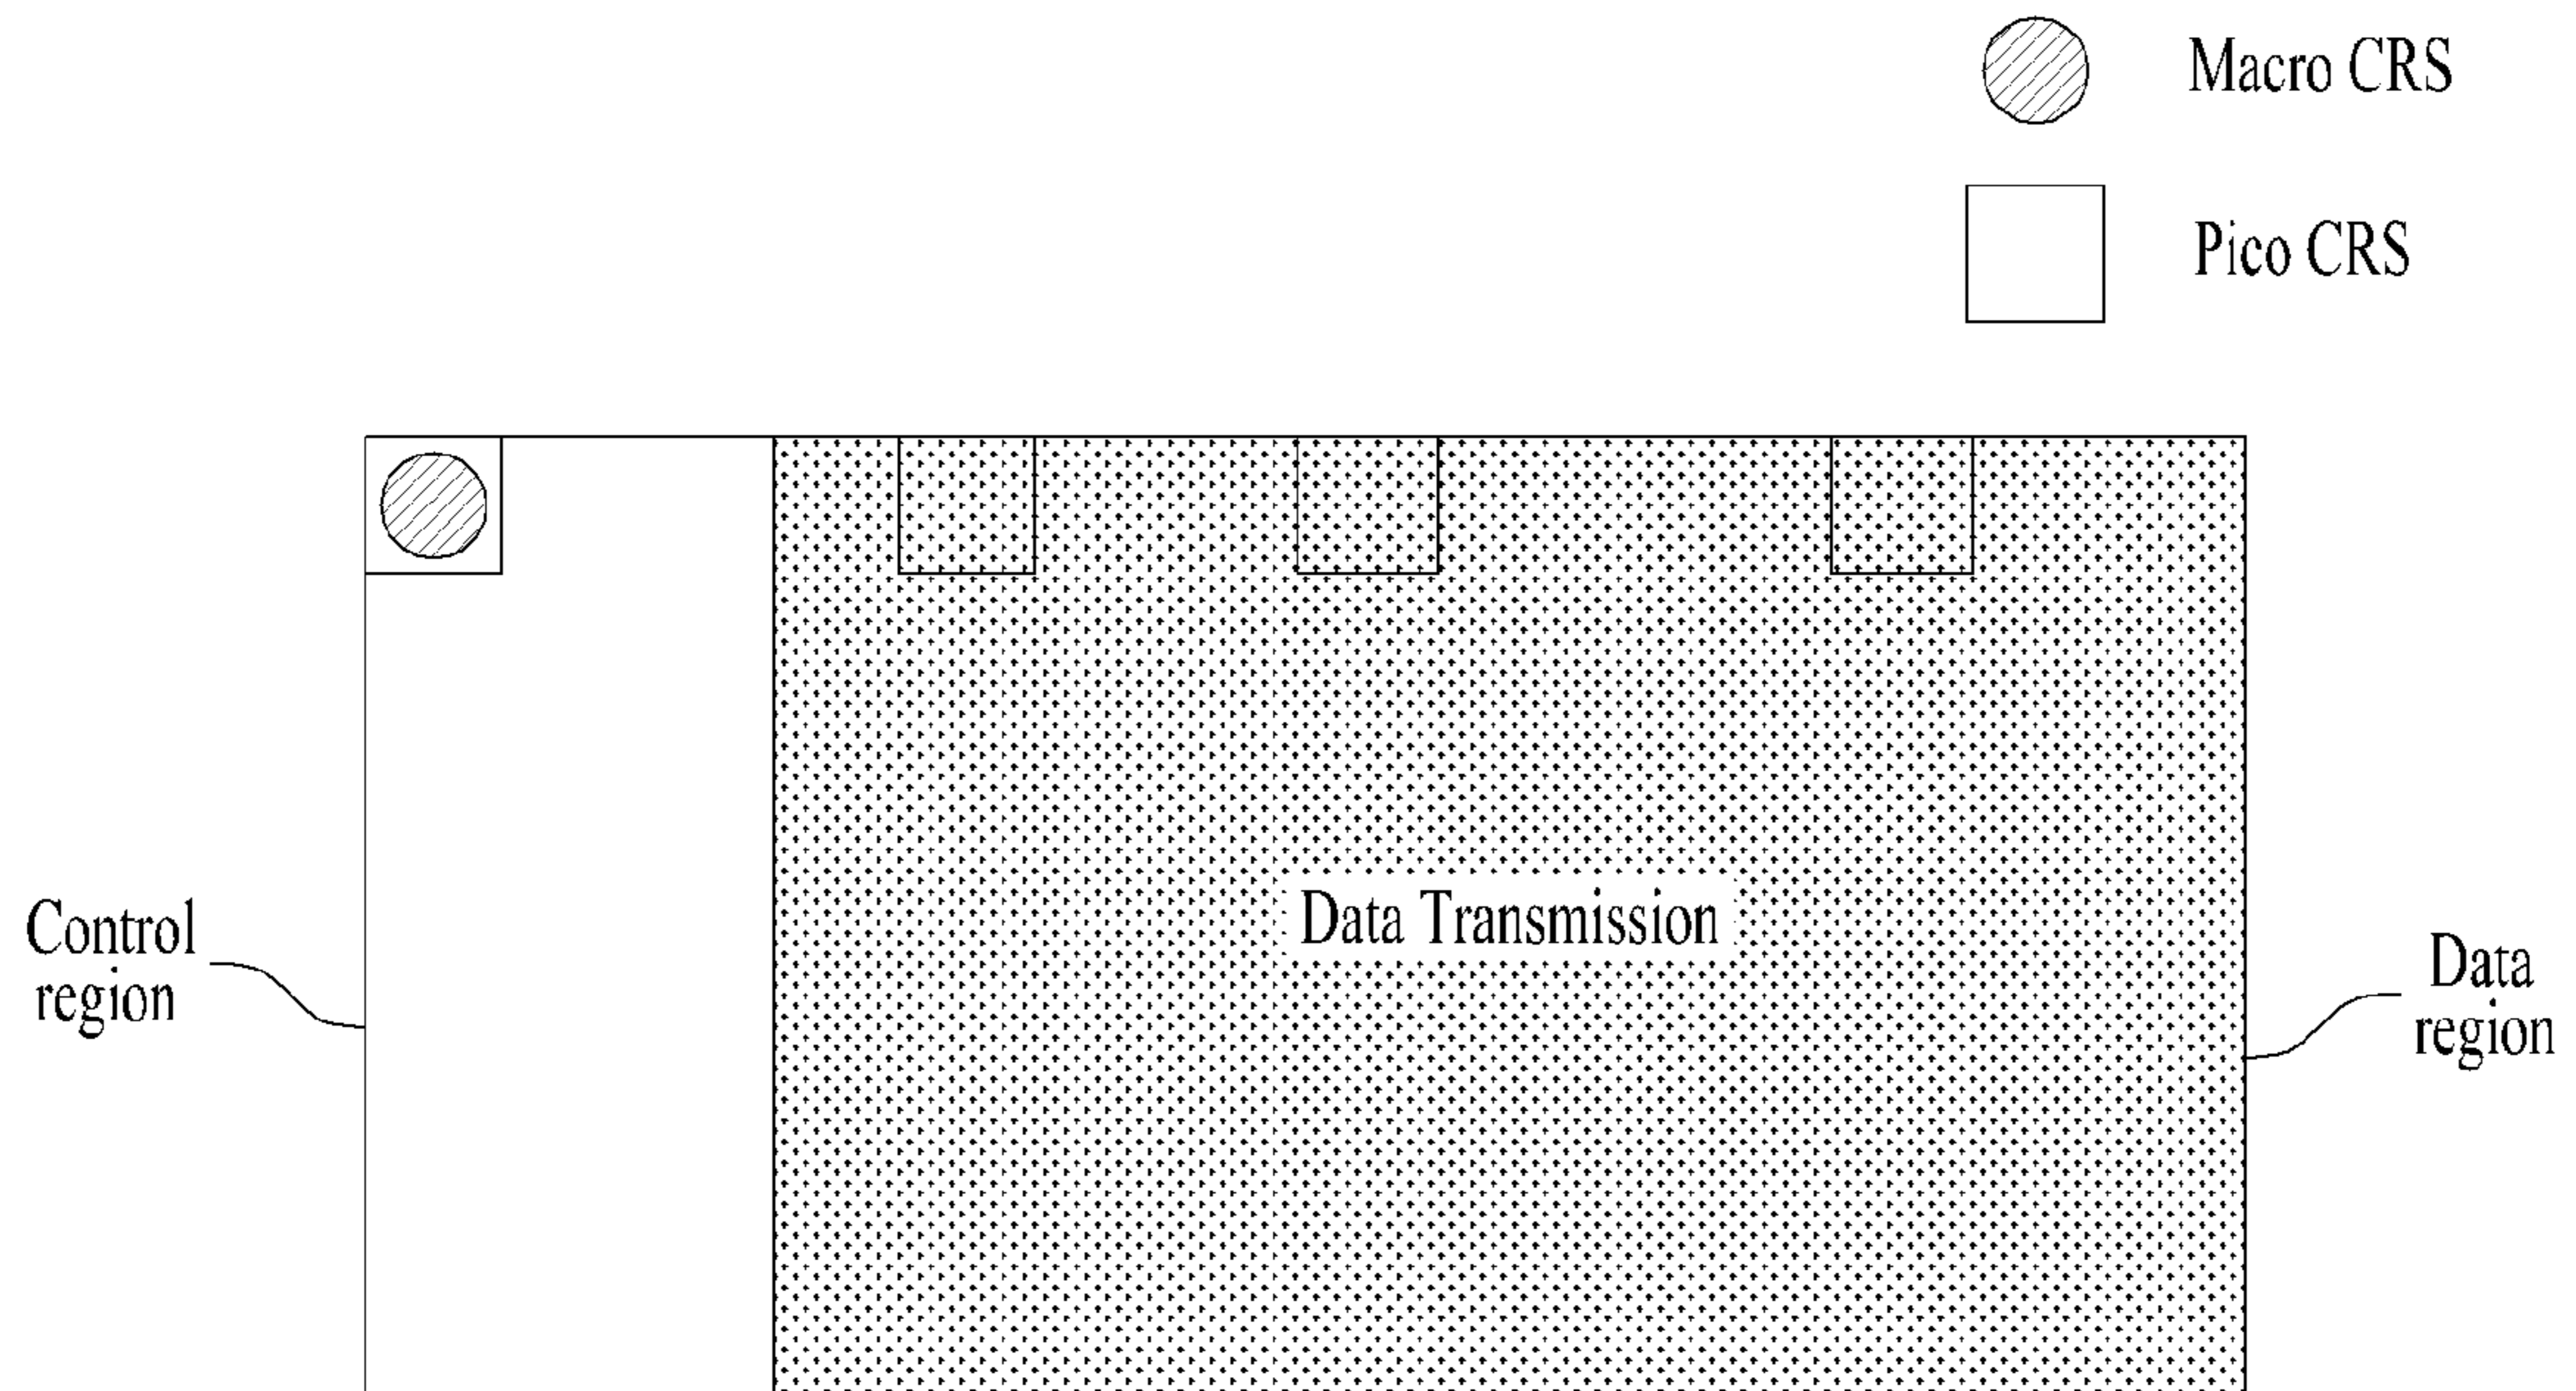 Macro CRS
Pico CRS
Data Transmission
Control
region
Data
region